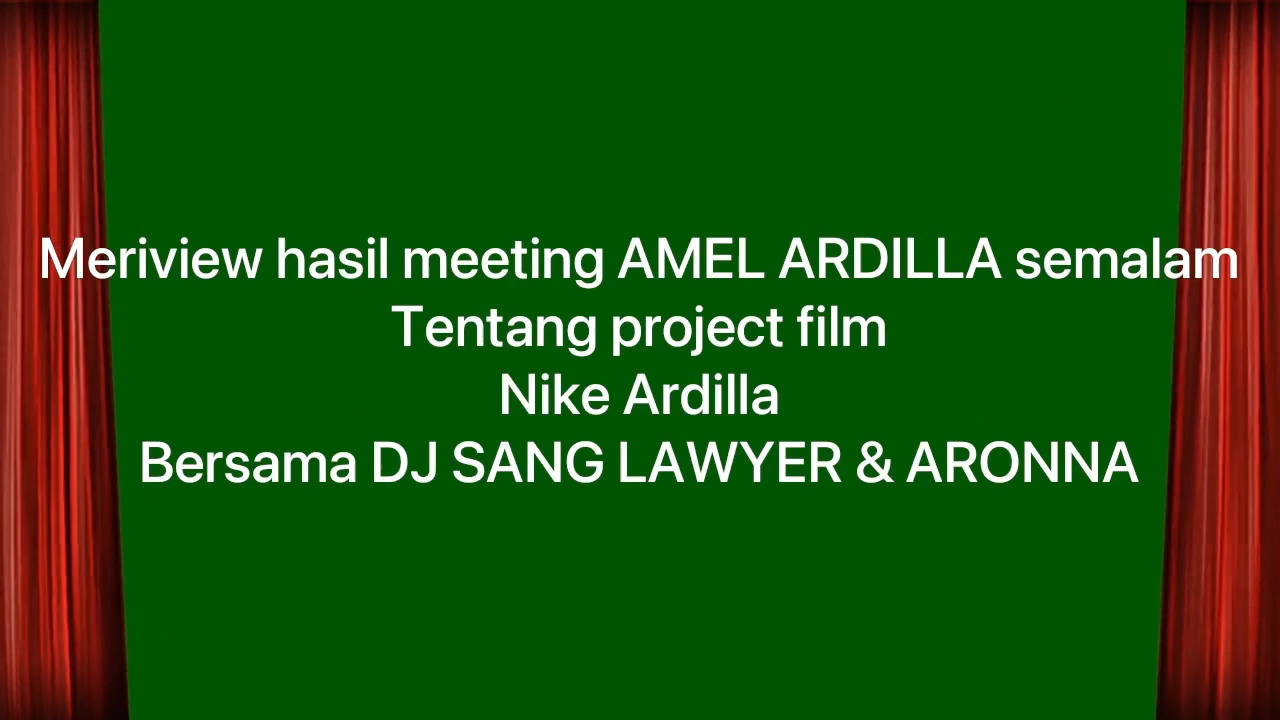 Meriview hasil meeting AMEL ARDILLA semalam
Tentang project film
Nike Ardilla
Bersama DJ SANG LAWYER & ARONNA